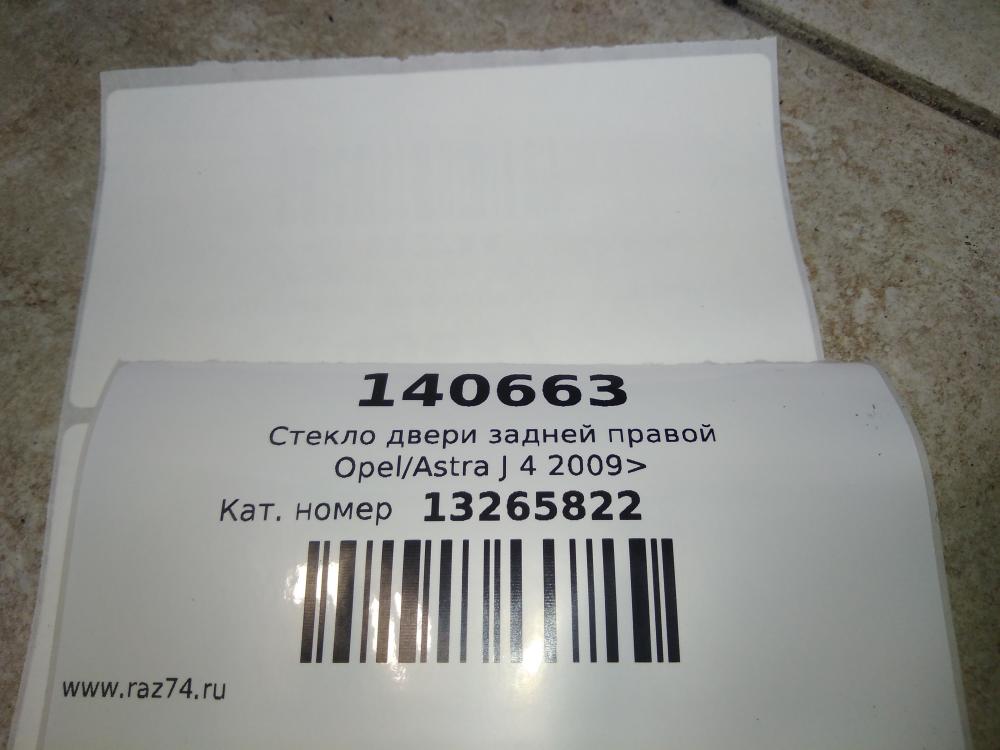 140663
Стекло двери задней правой
Opel/Astra J 4 2009>
Кат. номер 13265822
www.raz74.ru